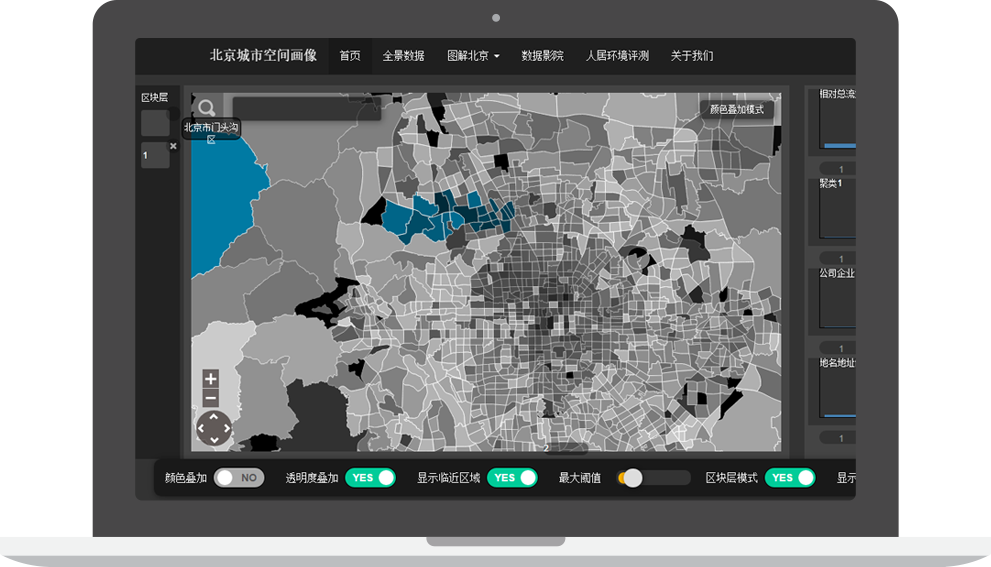 北京城市空间画像 首页 全景数据 图解北京 数据影院 人居环境评测 关于我们
区块层
相对总流
颜色叠加模式
北京市门头沟
1
1
聚类1
1
公司企业
1
地名地址
1
颜色叠加 NO 透明度叠加 YES 显示临近区域 YES 最大阈值 区块层模式 YES 显示